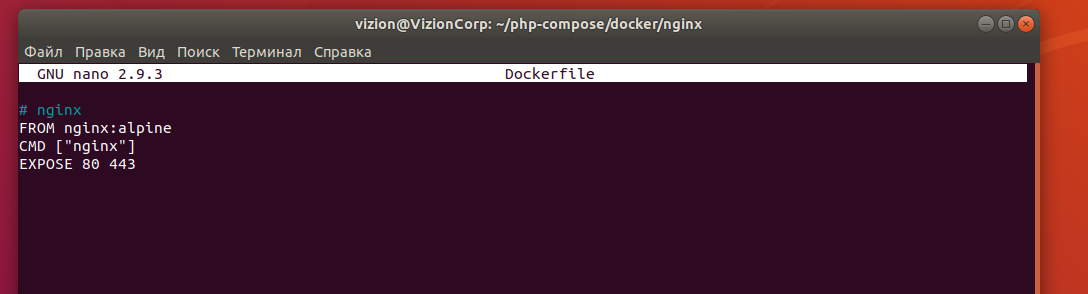 vizion@VizionCorp: ~/php-compose/docker/nginx
Файл Правка Вид Поиск Терминал Справка
GNU nano 2.9.3 Dockerfile
# nginx
FROM nginx:alpine
CMD ["nginx"]
EXPOSE 80 443